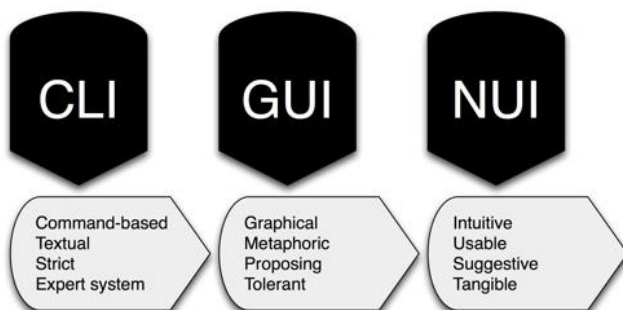 CLI
GUI
NUI
Command-based
Textual
Strict
Expert system
Graphical
Metaphoric
Proposing
Tolerant
Intuitive
Usable
Suggestive
Tangible